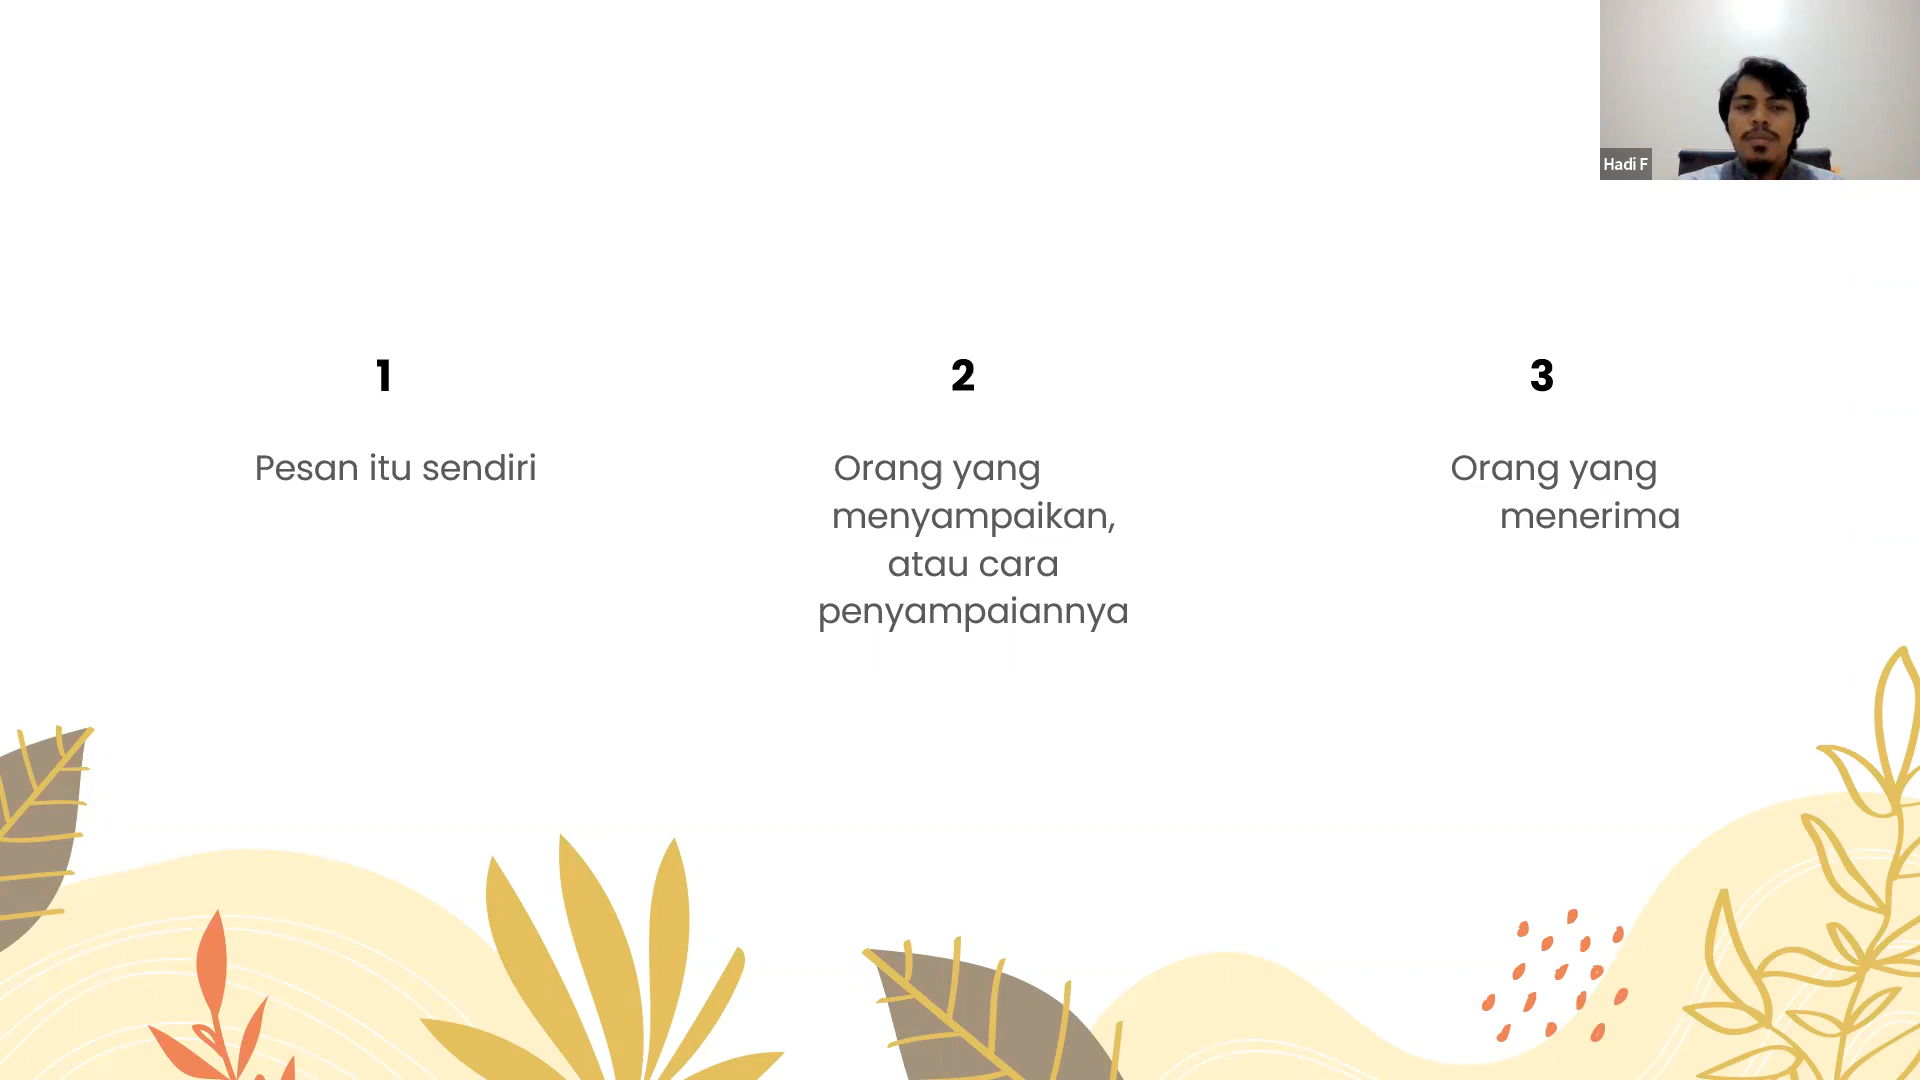 Hadi F
1
Pesan itu sendiri
2
Orang yang
menyampaikan,
atau cara
penyampaiannya
3
Orang yang
menerima